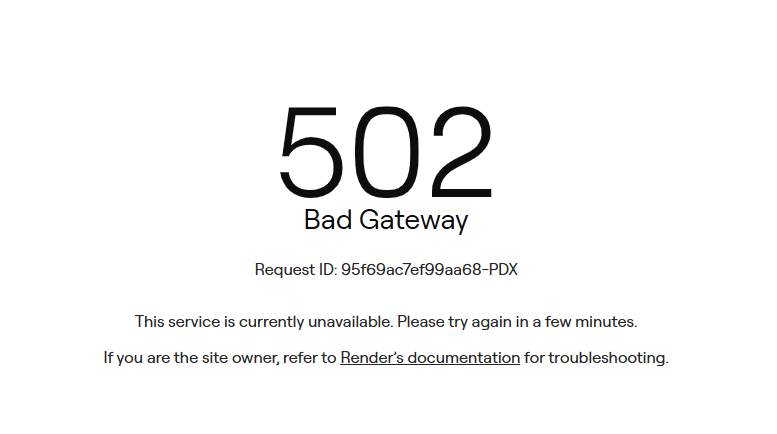 502
Bad Gateway
Request ID: 95f69ac7ef99aa68-PDX
This service is currently unavailable. Please try again in a few minutes.
If you are the site owner, refer to Render's documentation for troubleshooting.